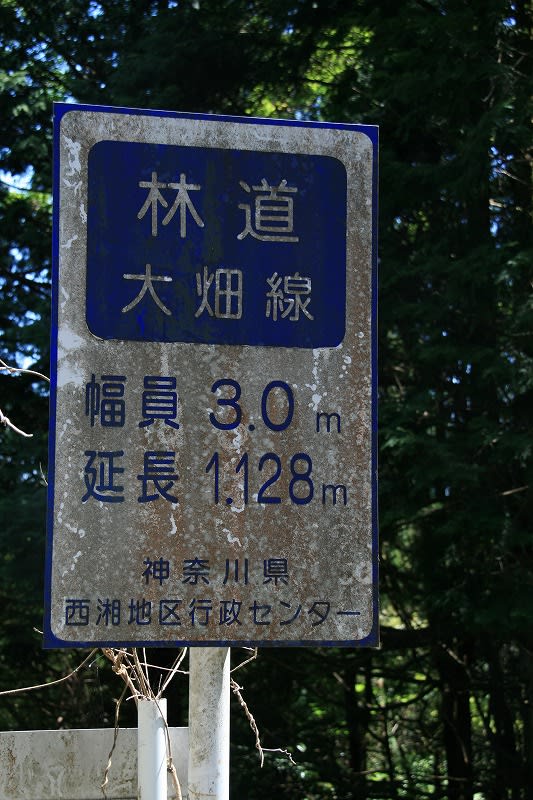 林道
大畑線
幅員 3.0m
延長 1.128m
神奈川県
西湘地区行政センター